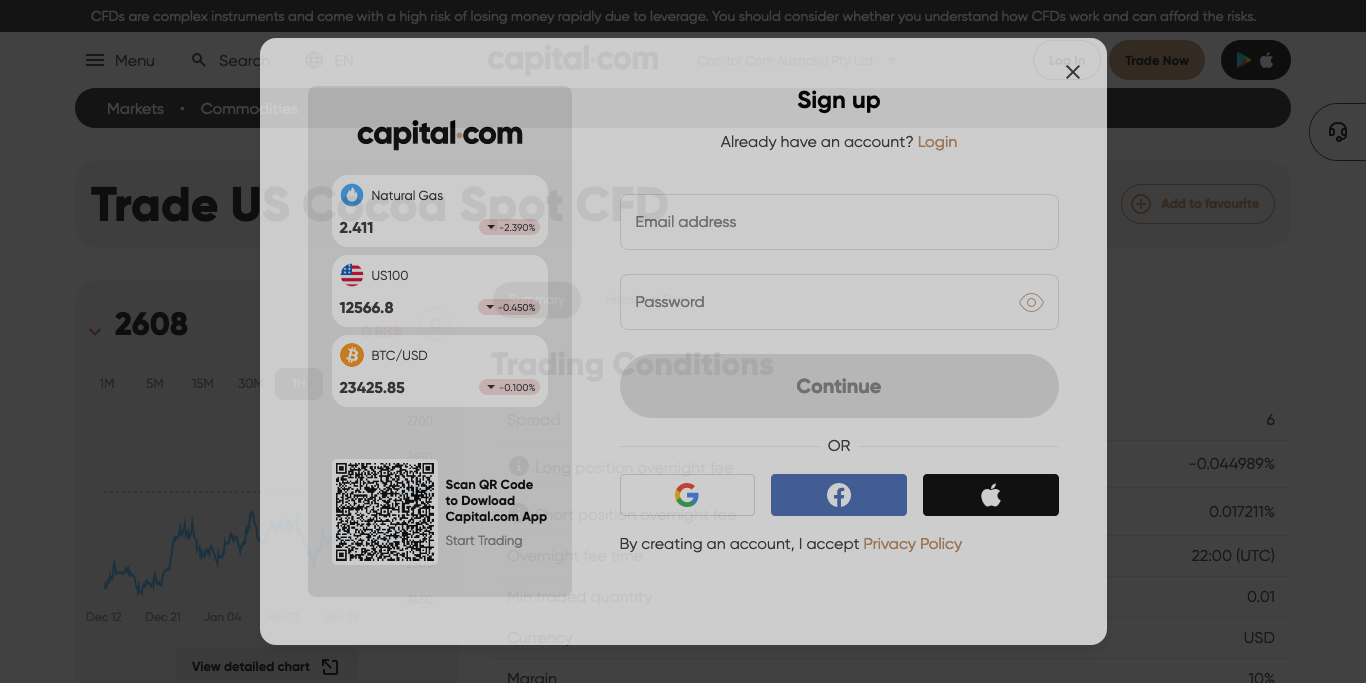 CFDs are complex instruments and come with a high risk of losing money rapidly due to leverage. You should consider whether you understand how CFDs work and can afford the risks.
Menu
Search
EN
capital.com
Capital Com Australia Pty Ltd
Log In
Trade Now
Markets • Commodities
Trade US Cocoa Spot CFD
Add to favourite
2608
0.88%
1M 5M 15M 30M 1H
2700
2450
Dec 12 Dec 21 Jan 04 Jan 13 Jan 22
View detailed chart
Summary
Trading Conditions
Spread 6
Long position overnight fee -0.044989%
Short position overnight fee 0.017211%
Overnight fee time 22:00 (UTC)
Min traded quantity 0.01
Currency USD
Margin 10%
capital.com
Natural Gas
2.411 -2.390%
US100
12566.8 -0.450%
BTC/USD
23425.85 -0.100%
Scan QR Code
to Dowload
Capital.com App
Start Trading
Sign up
Already have an account? Login
Email address
Password
Continue
OR
By creating an account, I accept Privacy Policy